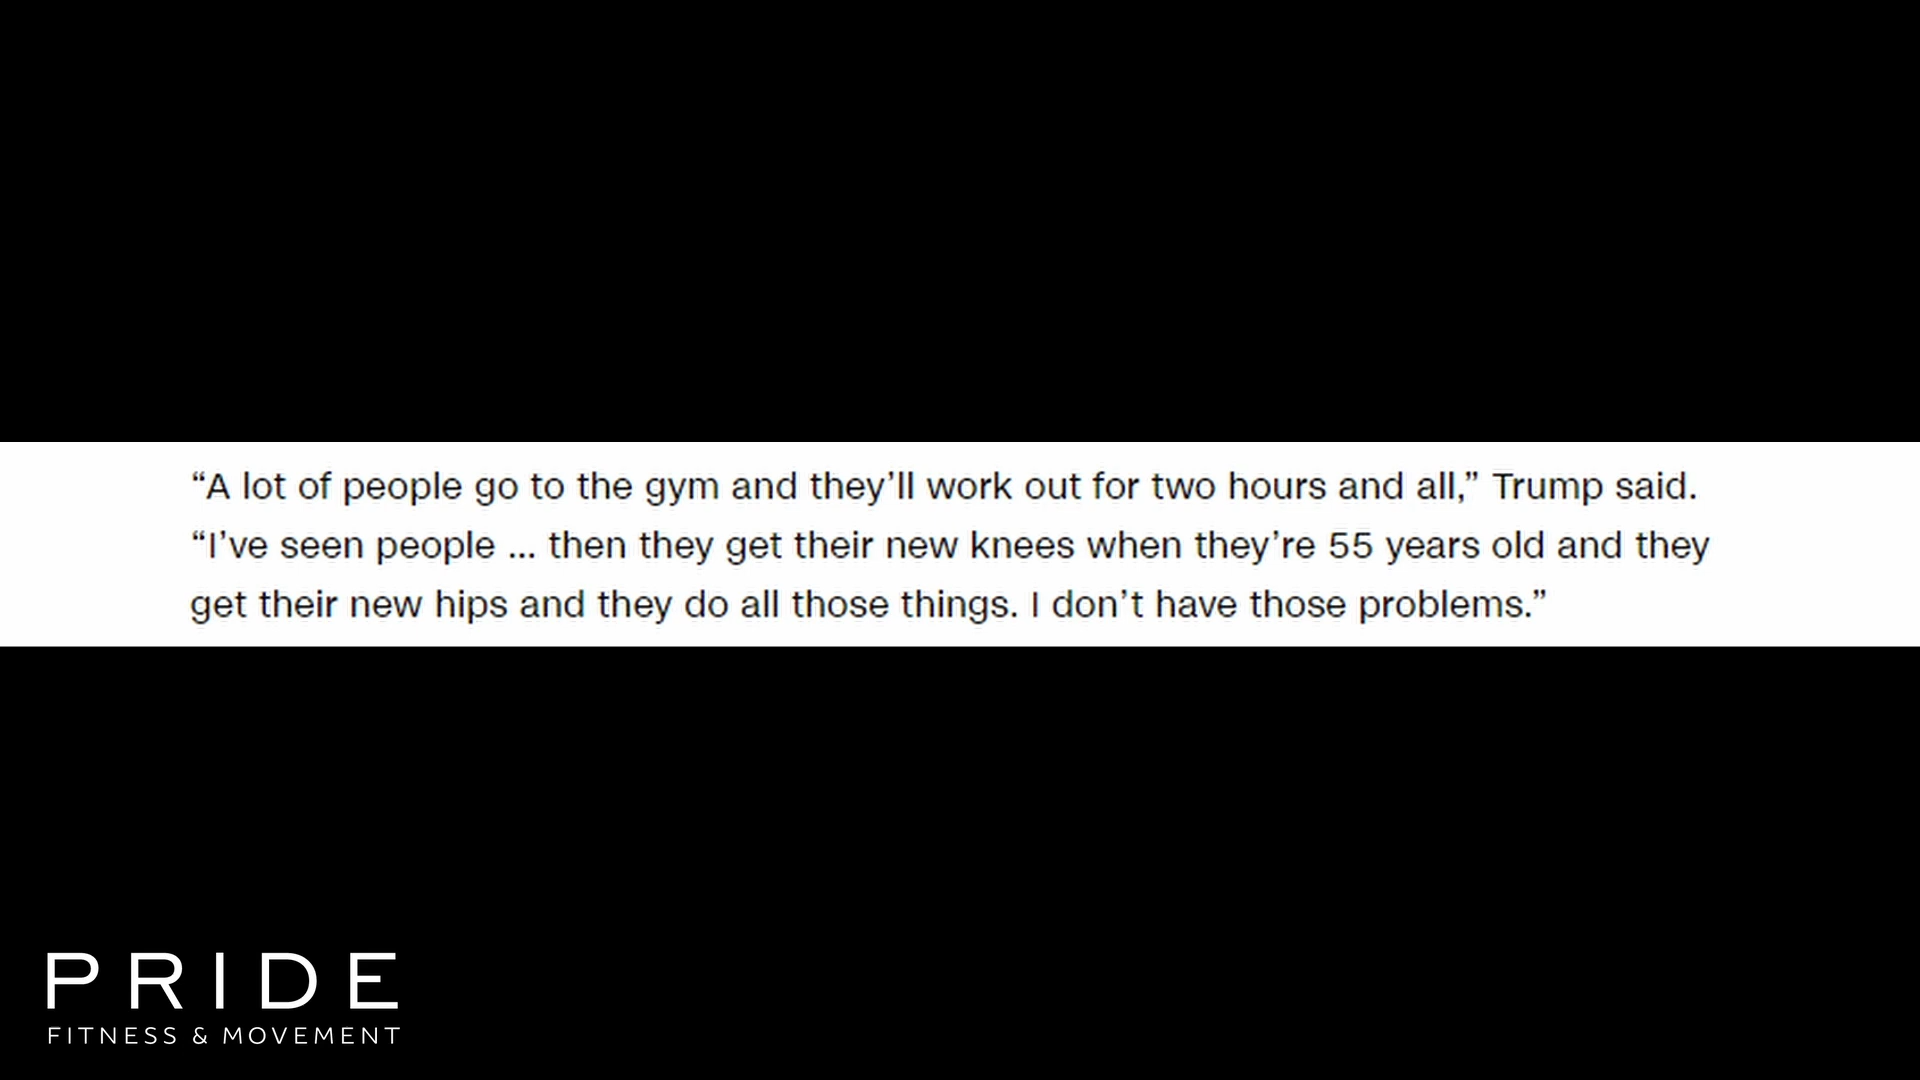 “A lot of people go to the gym and they’ll work out for two hours and all,” Trump said.
“I’ve seen people ... then they get their new knees when they’re 55 years old and they
get their new hips and they do all those things. I don’t have those problems.”
PRIDE
FITNESS & MOVEMENT